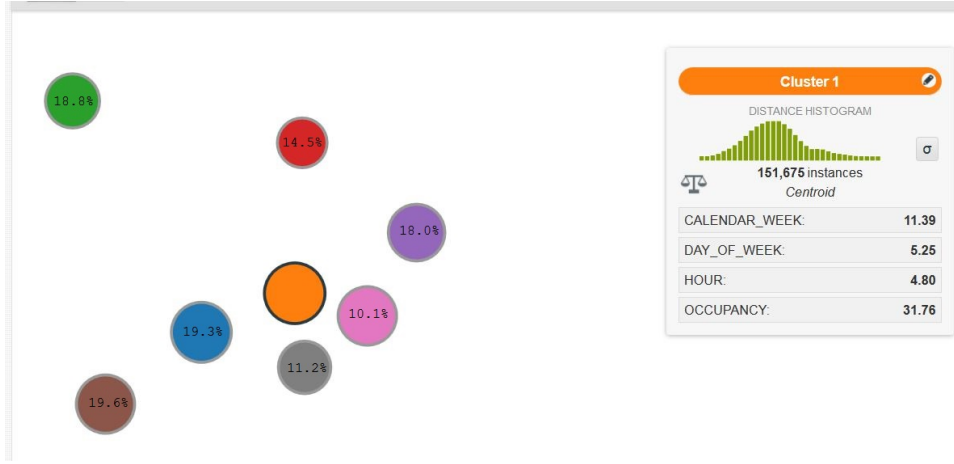 18.8%
14.5%
18.0%
10.1%
19.3%
11.2%
19.6%
Cluster 1
DISTANCE HISTOGRAM
σ
151,675 instances
Centroid
CALENDAR_WEEK: 11.39
DAY_OF_WEEK: 5.25
HOUR: 4.80
OCCUPANCY: 31.76